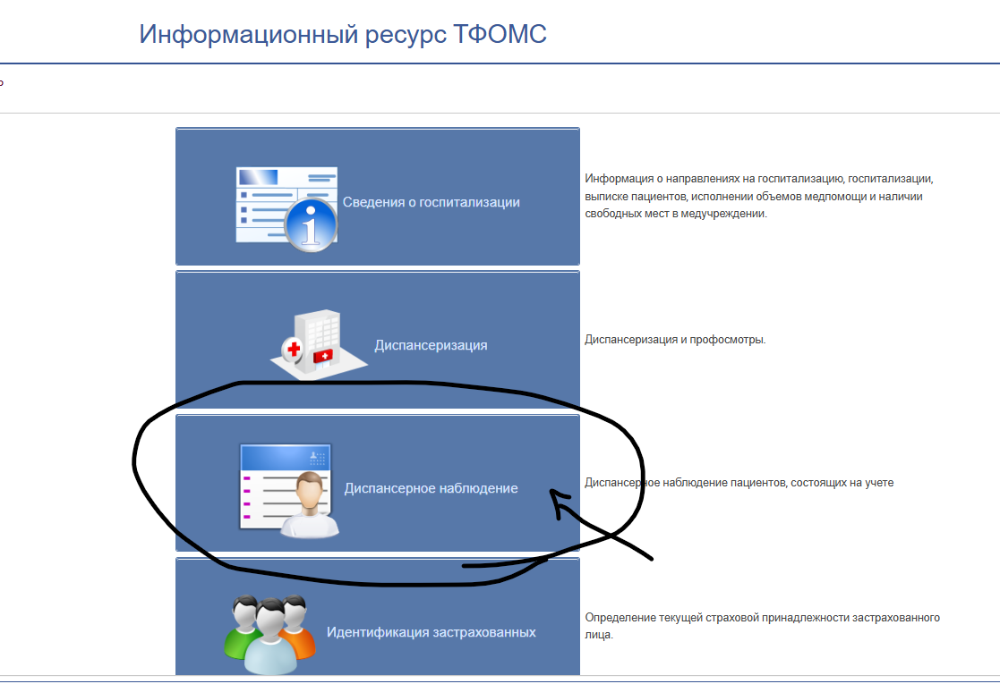 Информационный ресурс ТФОМС
Сведения о госпитализации
Информация о направлениях на госпитализацию, госпитализации,
выписке пациентов, исполнении объемов медпомощи и наличии
свободных мест в медучреждении.
Диспансеризация
Диспансеризация и профосмотры.
Диспансерное наблюдение
Диспансерное наблюдение пациентов, состоящих на учете
Идентификация застрахованных
Определение текущей страховой принадлежности застрахованного
лица.